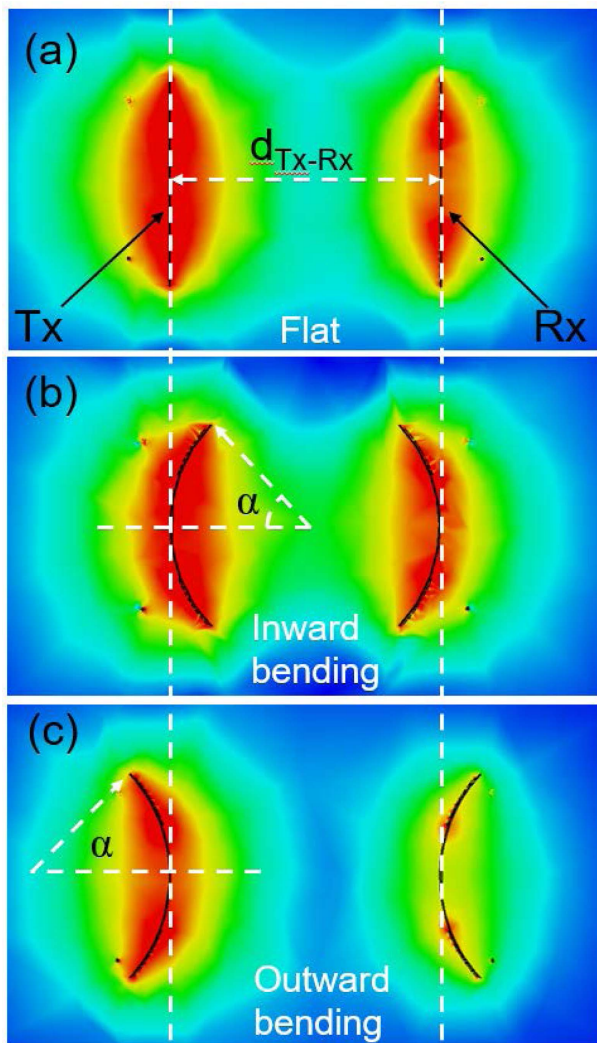 (a)
dTx-Rx
Tx
Flat
Rx
(b)
α
Inward
bending
(c)
α
Outward
bending